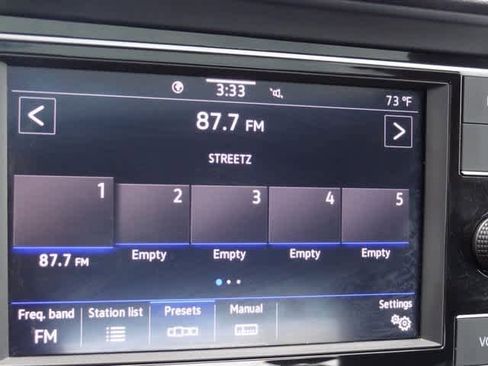 3:33
73 °F
87.7 FM
STREETZ
1 2 3 4 5
87.7 FM Empty Empty Empty Empty
Freq. band Station list Presets Manual Settings
FM
VO